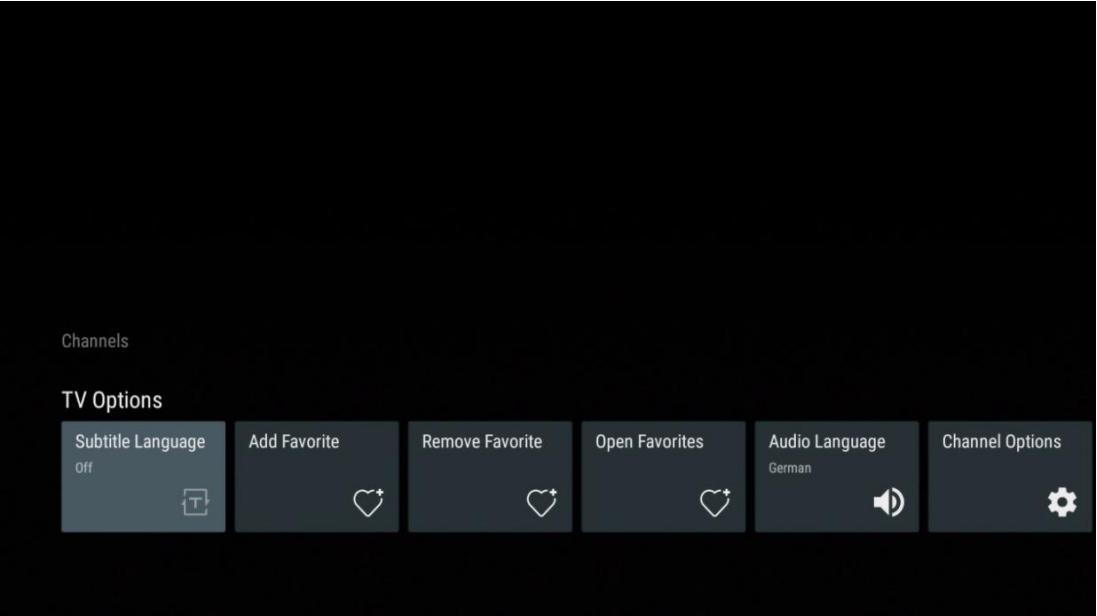 Channels
TV Options
Subtitle Language
Off
Add Favorite
Remove Favorite
Open Favorites
Audio Language
German
Channel Options